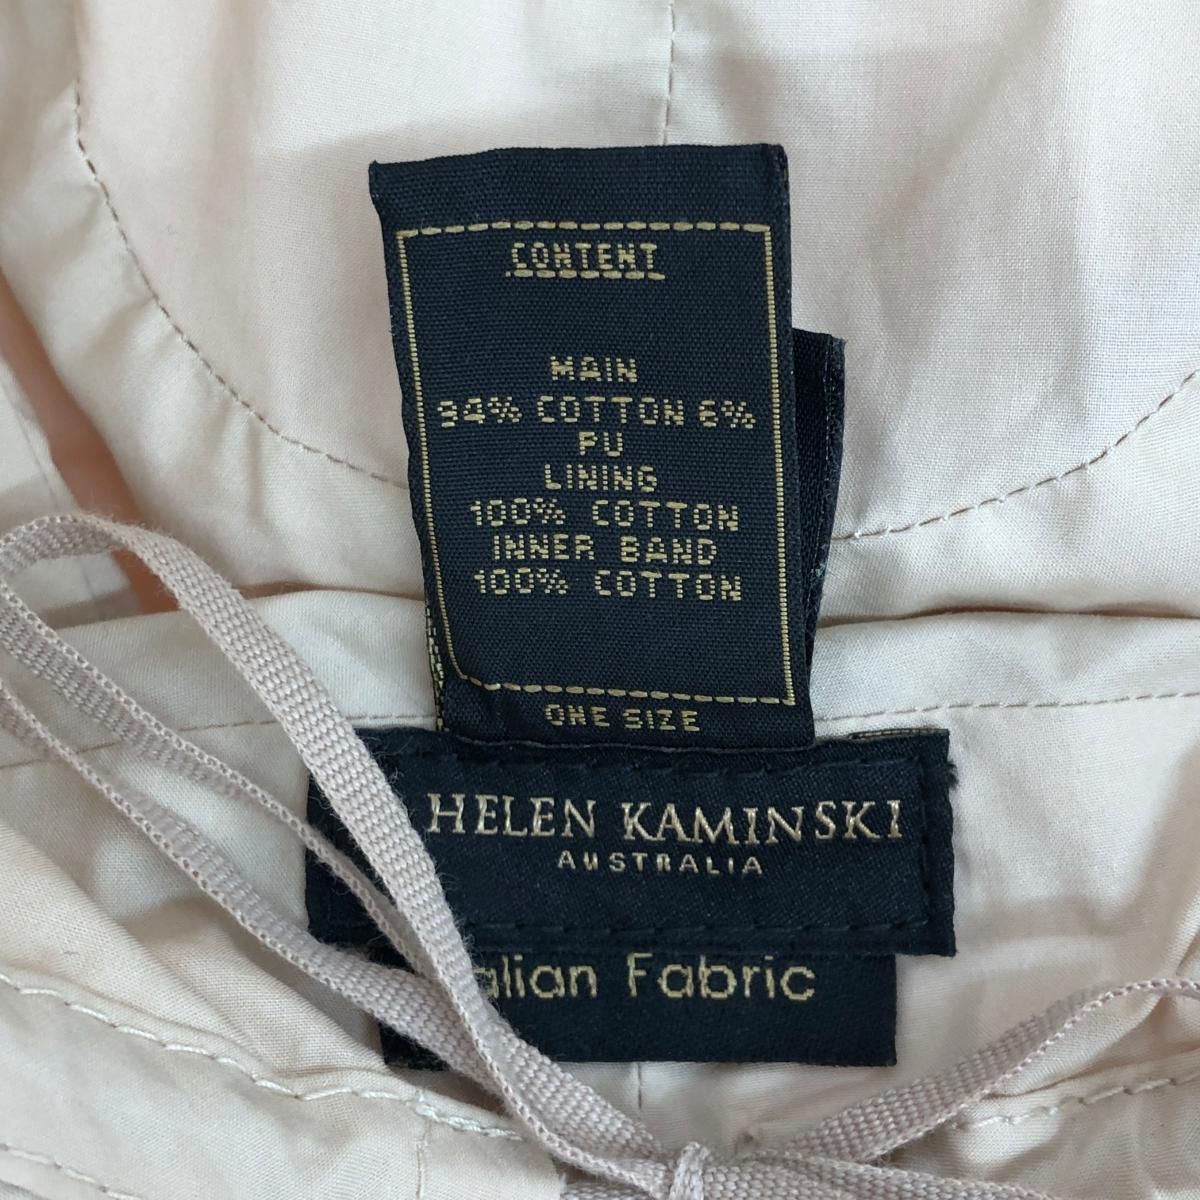 CONTENT
MAIN
94% COTTON 6%
PU
LINING
100% COTTON
INNER BAND
100% COTTON
ONE SIZE
HELEN KAMINSKI
AUSTRALIA
alian Fabric